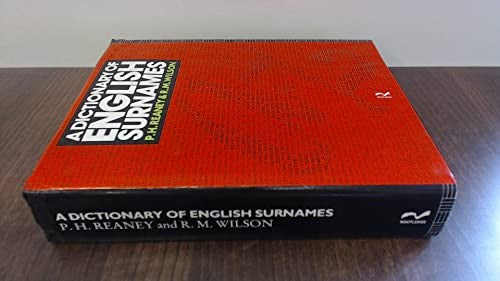 A DICTIONARY OF
ENGLISH
SURNAMES
P.H.REANEY & R.M.WILSON
A DICTIONARY OF ENGLISH SURNAMES
P. H. REANEY and R. M. WILSON
ROUTLEDGE